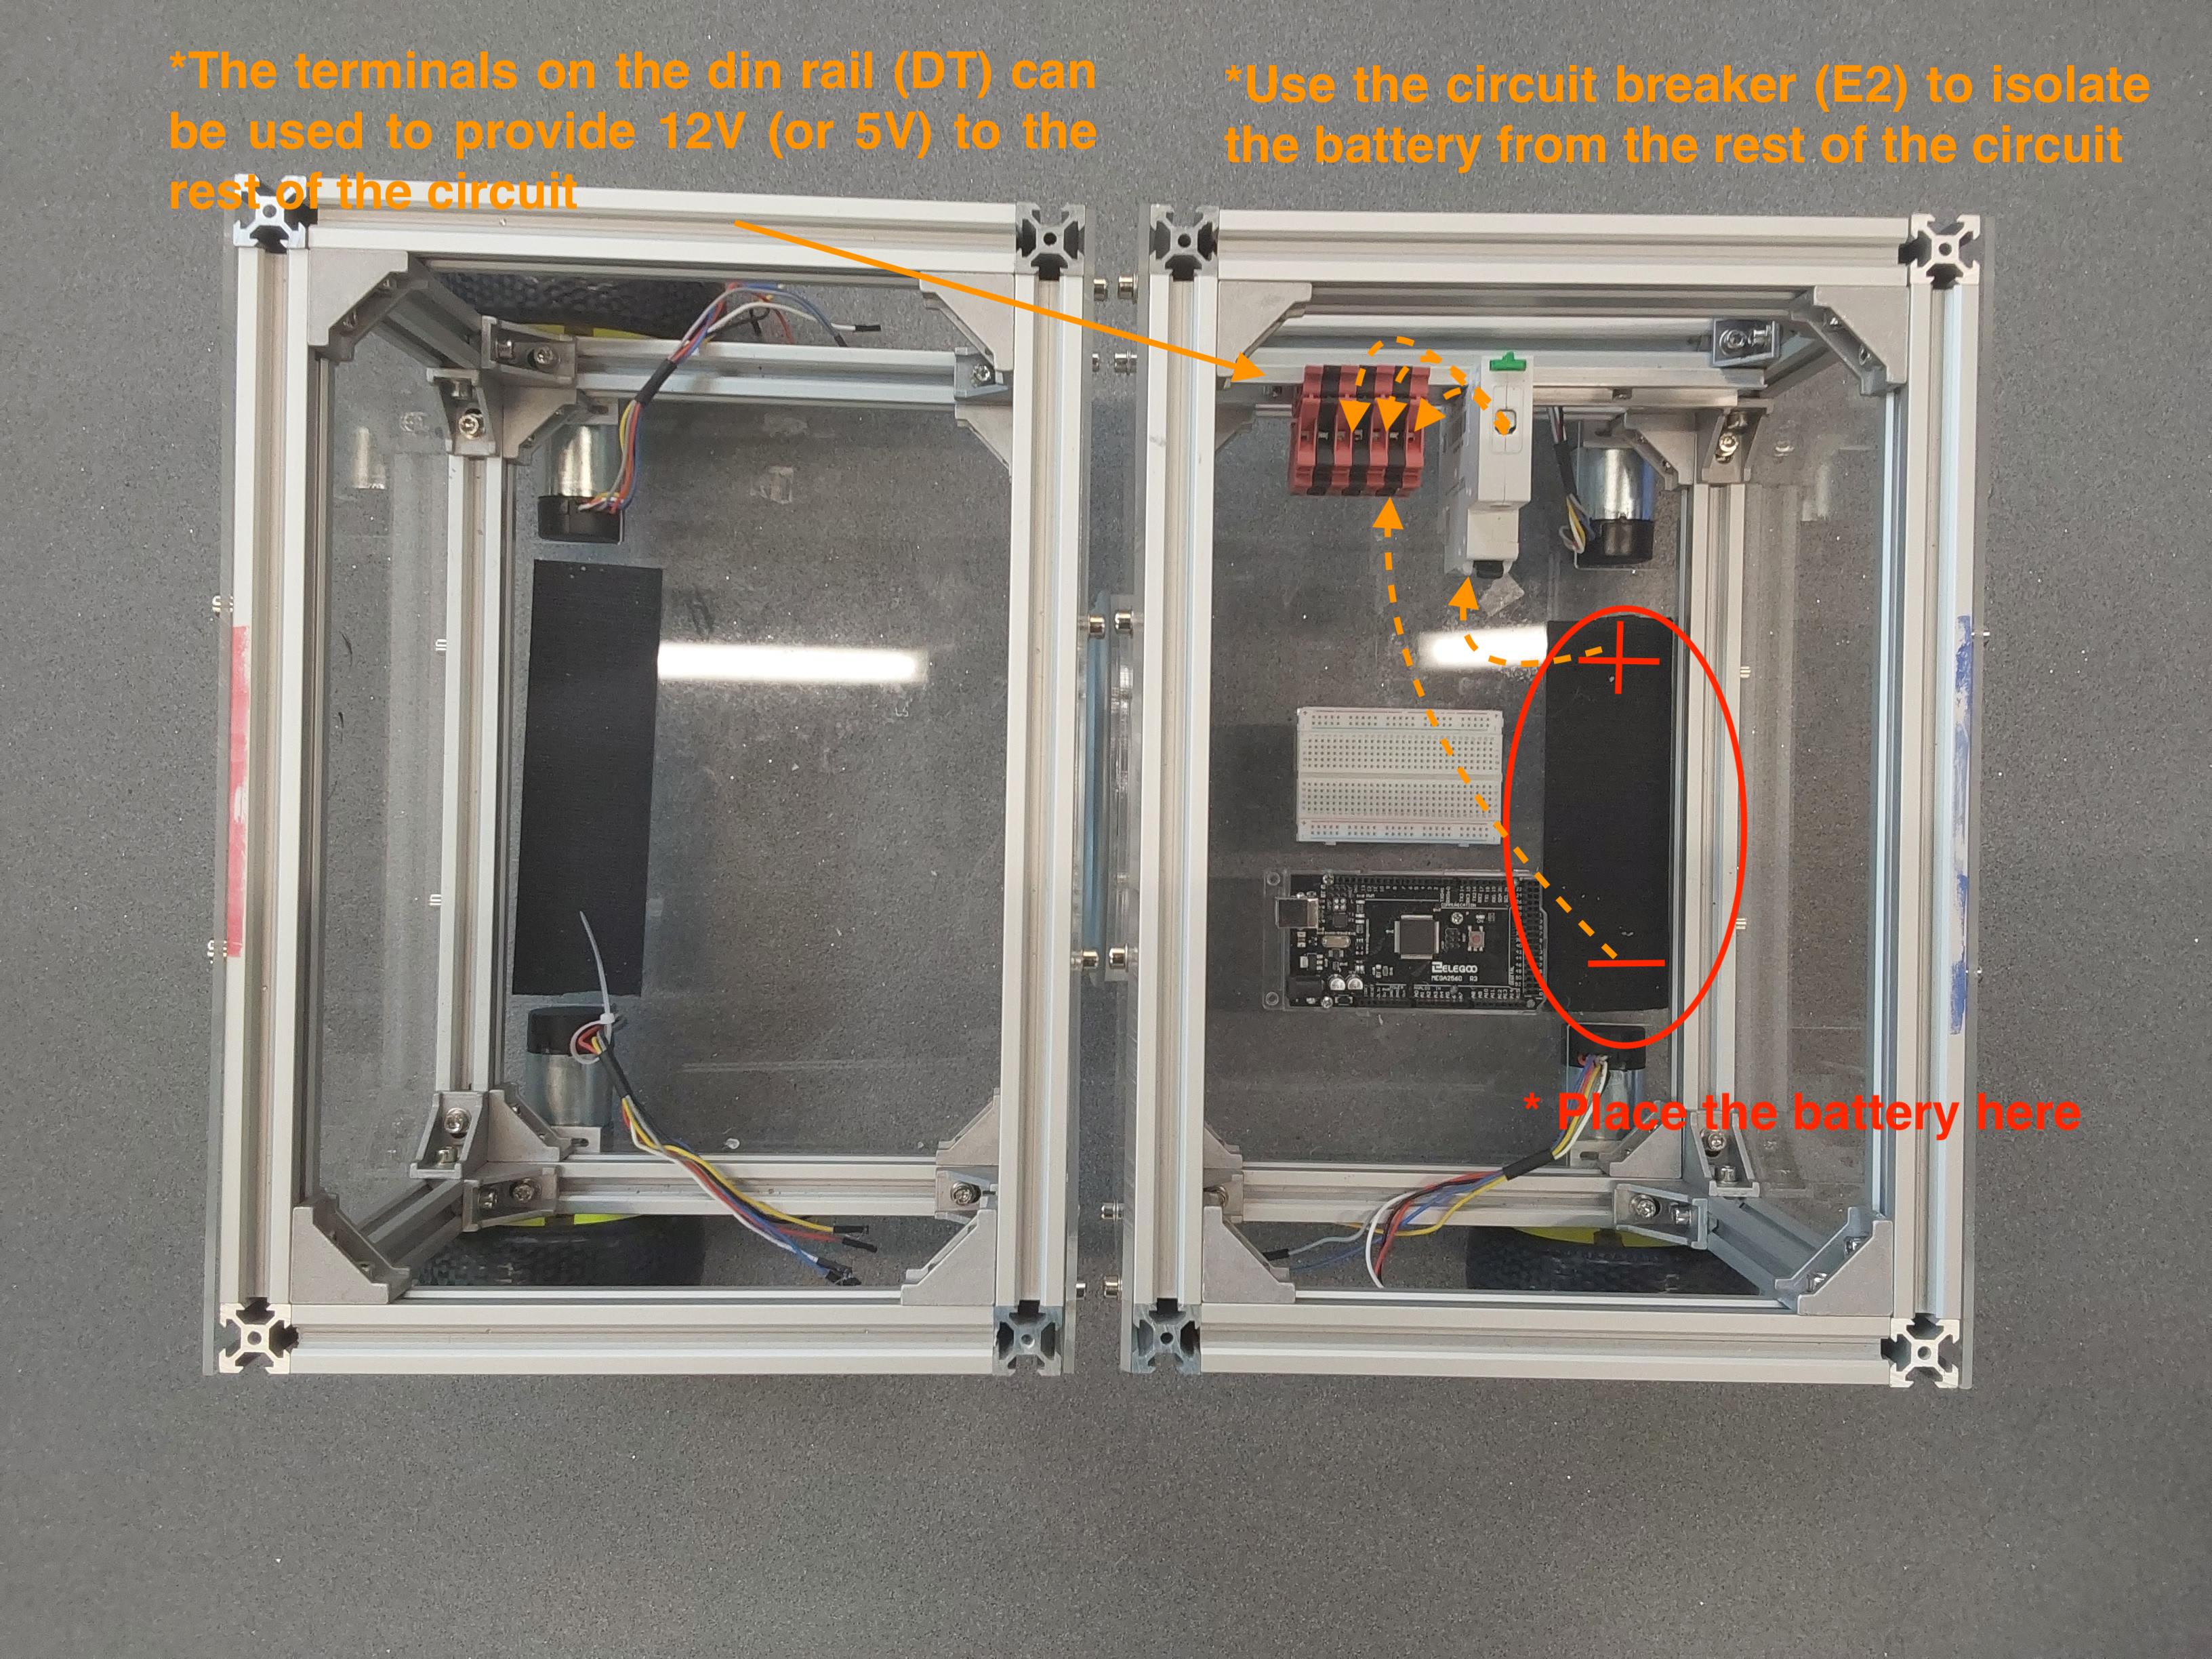 *The terminals on the din rail (DT) can
be used to provide 12V (or 5V) to the
rest of the circuit
*Use the circuit breaker (E2) to isolate
the battery from the rest of the circuit
ELEGOO
MEGA2560 R3
* Place the battery here